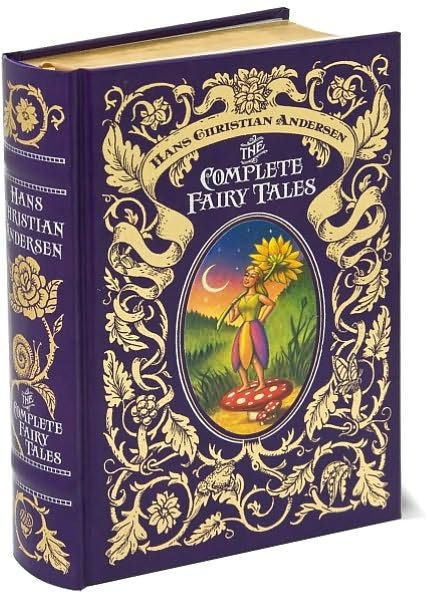 HANS CHRISTIAN ANDERSEN
THE
COMPLETE
FAIRY TALES
HANS
CHRISTIAN
ANDERSEN
THE
COMPLETE
FAIRY
TALES